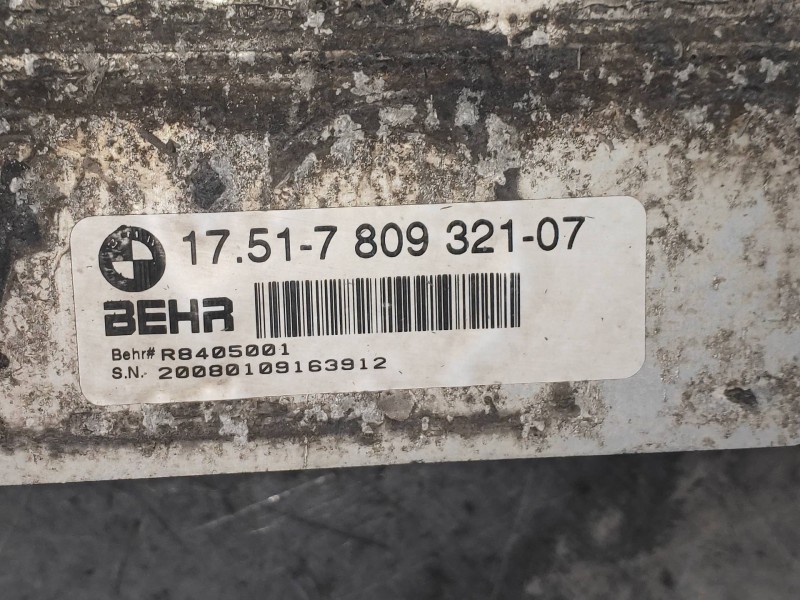 17.51-7 809 321-07
BEHR
Behr# R8405001
S.N. 20080109163912